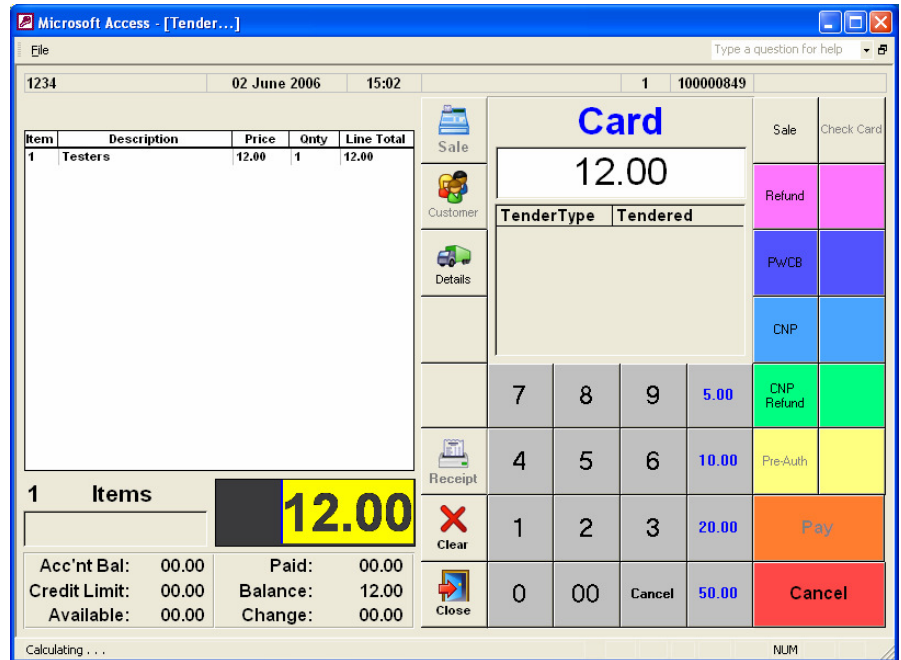 Microsoft Access - [Tender...]
File
Type a question for help
1234 02 June 2006 15:02 1 100000849
Item Description Price Qnty Line Total
1 Testers 12.00 1 12.00
1 Items
12.00
Acc'nt Bal: 00.00 Paid: 00.00
Credit Limit: 00.00 Balance: 12.00
Available: 00.00 Change: 00.00
Sale
Customer
Details
Receipt
Clear
Close
Card
12.00
TenderType Tendered
7 8 9 5.00
4 5 6 10.00
1 2 3 20.00
0 00 Cancel 50.00
Sale Check Card
Refund
PWCB
CNP
CNP
Refund
Pre-Auth
Pay
Cancel
Calculating . . . NUM